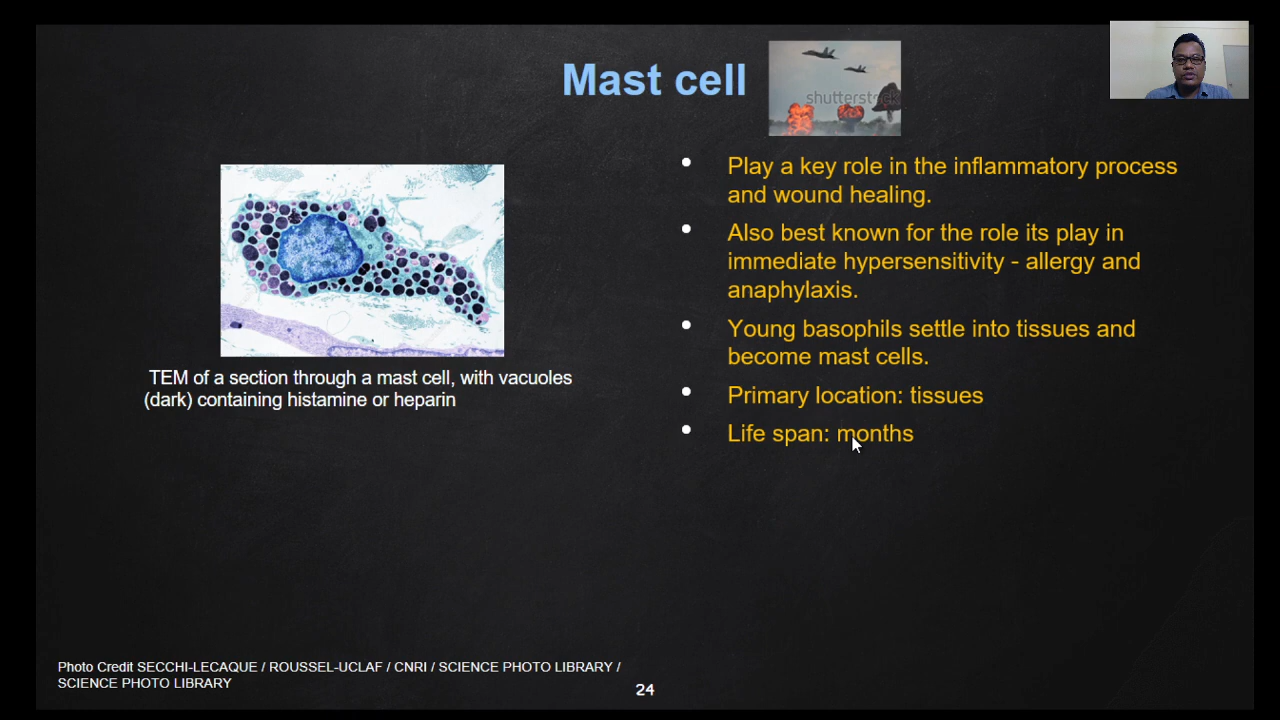 Mast cell
shutterstock
Play a key role in the inflammatory process
and wound healing.
Also best known for the role its play in
immediate hypersensitivity - allergy and
anaphylaxis.
Young basophils settle into tissues and
become mast cells.
Primary location: tissues
Life span: months
TEM of a section through a mast cell, with vacuoles
(dark) containing histamine or heparin
Photo Credit SECCHI-LECAQUE / ROUSSEL-UCLAF / CNRI / SCIENCE PHOTO LIBRARY /
SCIENCE PHOTO LIBRARY
24